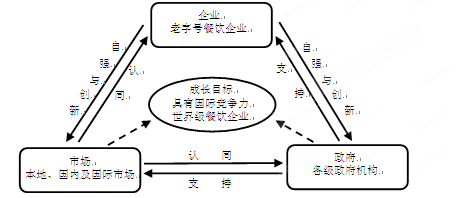 企业
老字号餐饮企业
自强与创新
认同
自强与创新
支持
成长目标
具有国际竞争力
世界级餐饮企业
市场
本地、国内及国际市场
认 同
支 持
政府
各级政府机构